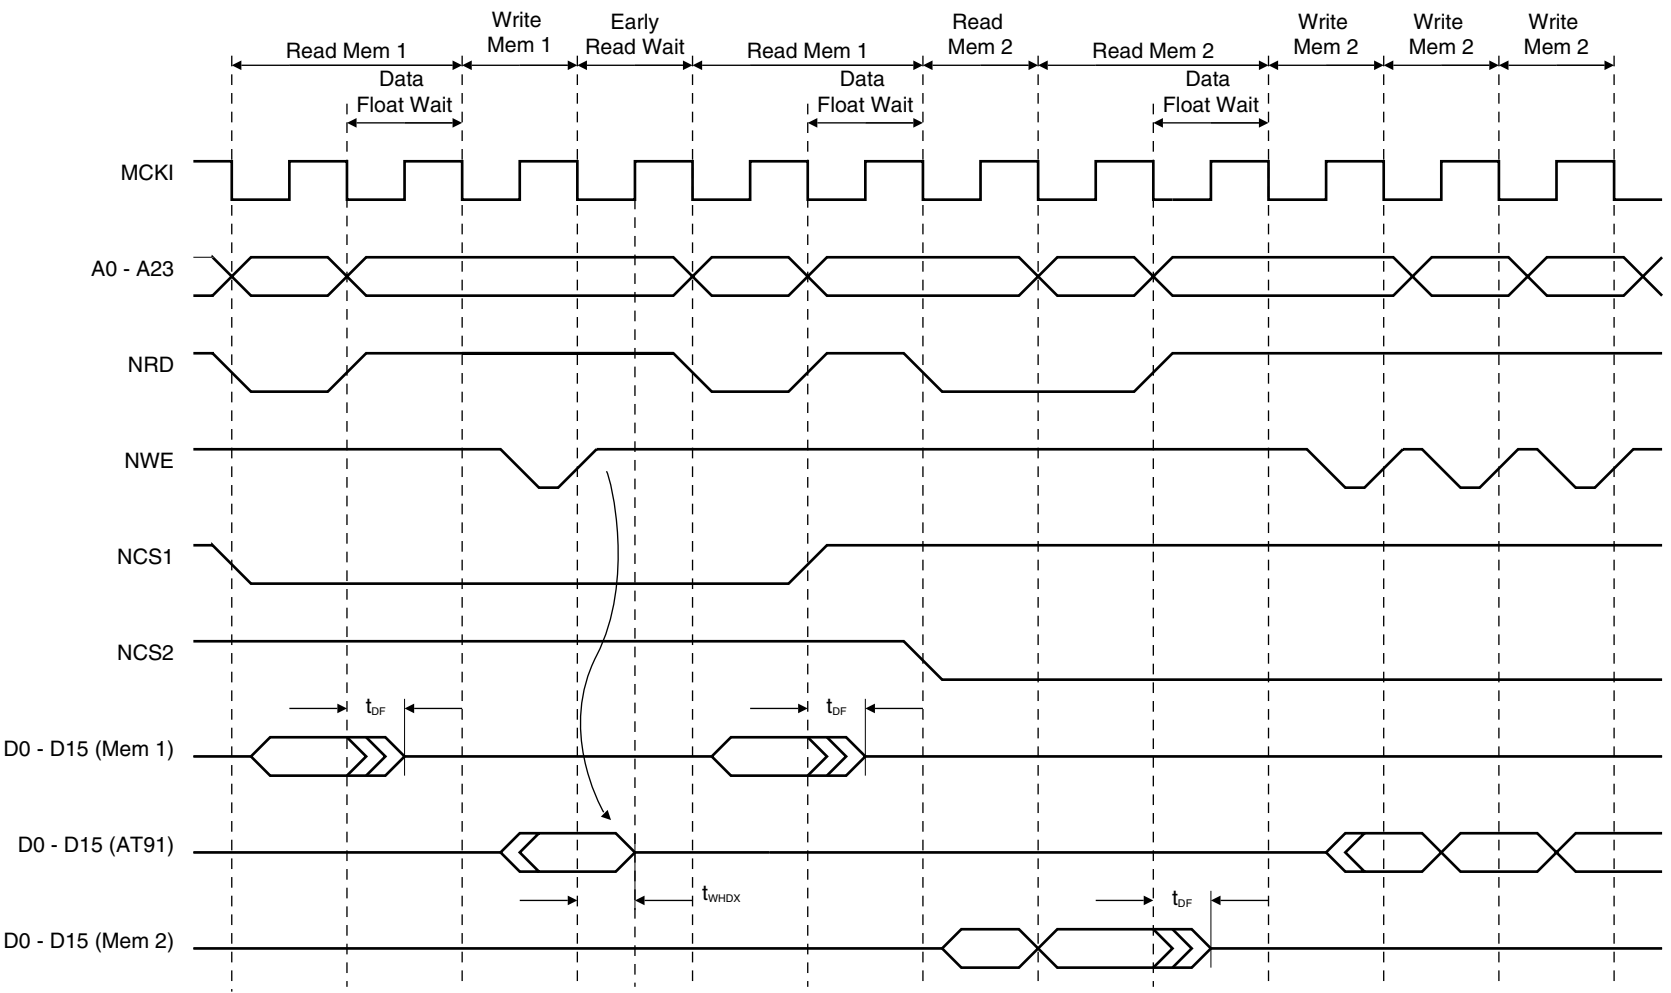 Write Early Read Write Write Write
Read Mem 1 Mem 1 Read Wait Read Mem 1 Mem 2 Read Mem 2 Mem 2 Mem 2 Mem 2
Data Data Data
Float Wait Float Wait Float Wait
MCKI
A0 - A23
NRD
NWE
NCS1
NCS2
tDF tDF
D0 - D15 (Mem 1)
D0 - D15 (AT91)
tWHDX tDF
D0 - D15 (Mem 2)